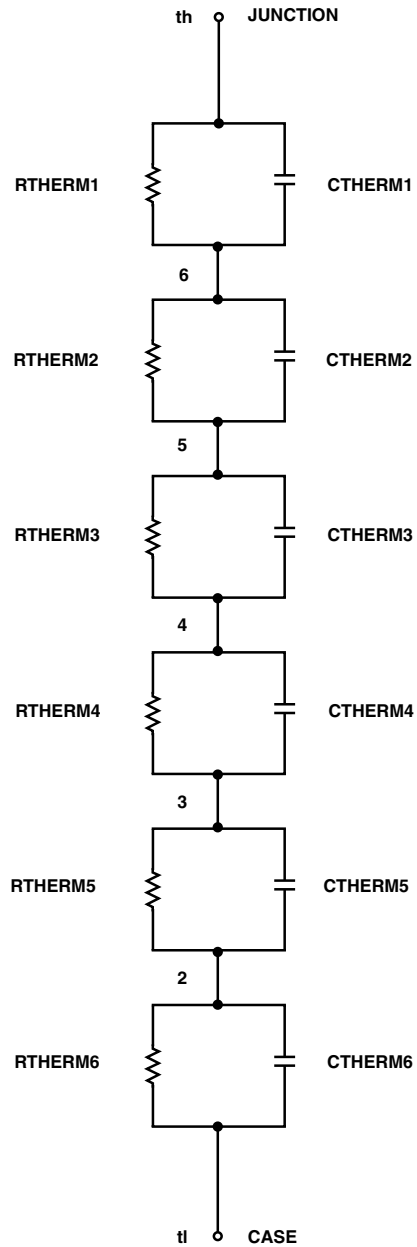 th JUNCTION
RTHERM1 CTHERM1
6
RTHERM2 CTHERM2
5
RTHERM3 CTHERM3
4
RTHERM4 CTHERM4
3
RTHERM5 CTHERM5
2
RTHERM6 CTHERM6
tl CASE